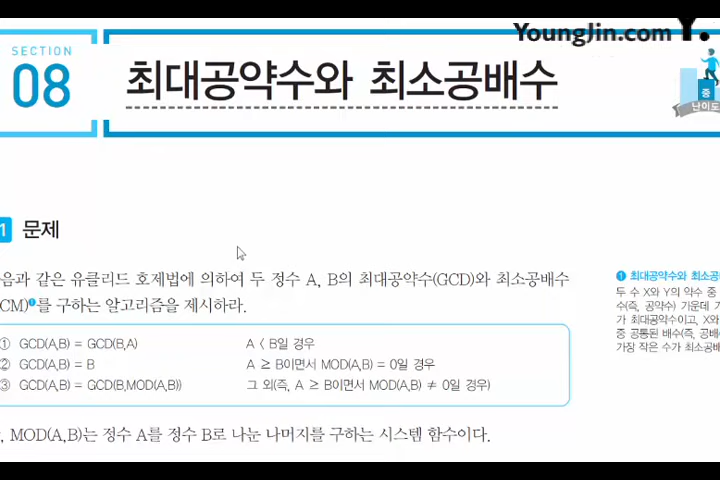 YoungJin.com Y.
SECTION
08
최대공약수와 최소공배수
중
난이도
1 문제
음과 같은 유클리드 호제법에 의하여 두 정수 A, B의 최대공약수(GCD)와 최소공배수
CM)❶를 구하는 알고리즘을 제시하라.
① GCD(A,B) = GCD(B,A) A < B일 경우
② GCD(A,B) = B A ≥ B이면서 MOD(A,B) = 0일 경우
③ GCD(A,B) = GCD(B,MOD(A,B)) 그 외(즉, A ≥ B이면서 MOD(A,B) ≠ 0일 경우)
, MOD(A,B)는 정수 A를 정수 B로 나눈 나머지를 구하는 시스템 함수이다.
❶ 최대공약수와 최소공
두 수 X와 Y의 약수 중
수(즉, 공약수) 가운데 가
가 최대공약수이고, X와
중 공통된 배수(즉, 공배
가장 작은 수가 최소공배